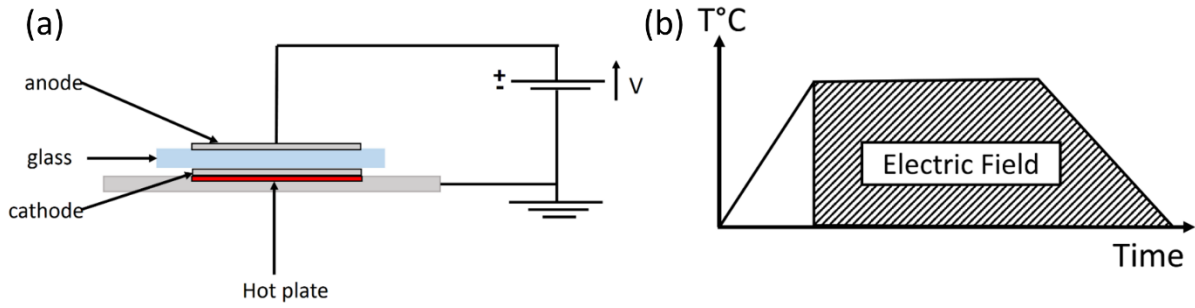 (a)
anode
glass
cathode
Hot plate
+
-
V
(b)
T°C
Electric Field
Time